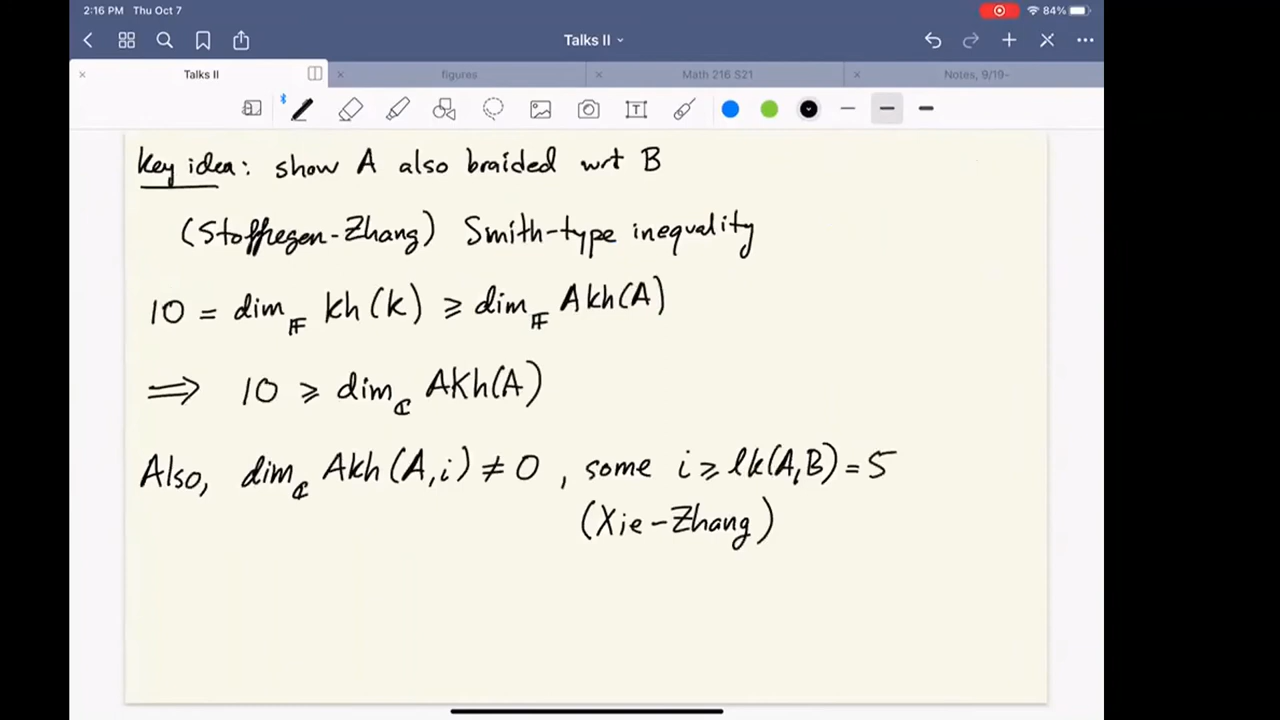 2:16 PM Thu Oct 7
84%
Talks II
Talks II
figures
Math 216 S21
Notes, 9/19-
Key idea: show A also braided wrt B
(Stoffregen-Zhang) Smith-type inequality
10 = dim_𝔽 Kh(K) ≥ dim_𝔽 AKh(A)
⟹ 10 ≥ dim_ℂ AKh(A)
Also, dim_ℂ AKh(A,i) ≠ 0, some i ≥ lk(A,B) = 5
(Xie-Zhang)